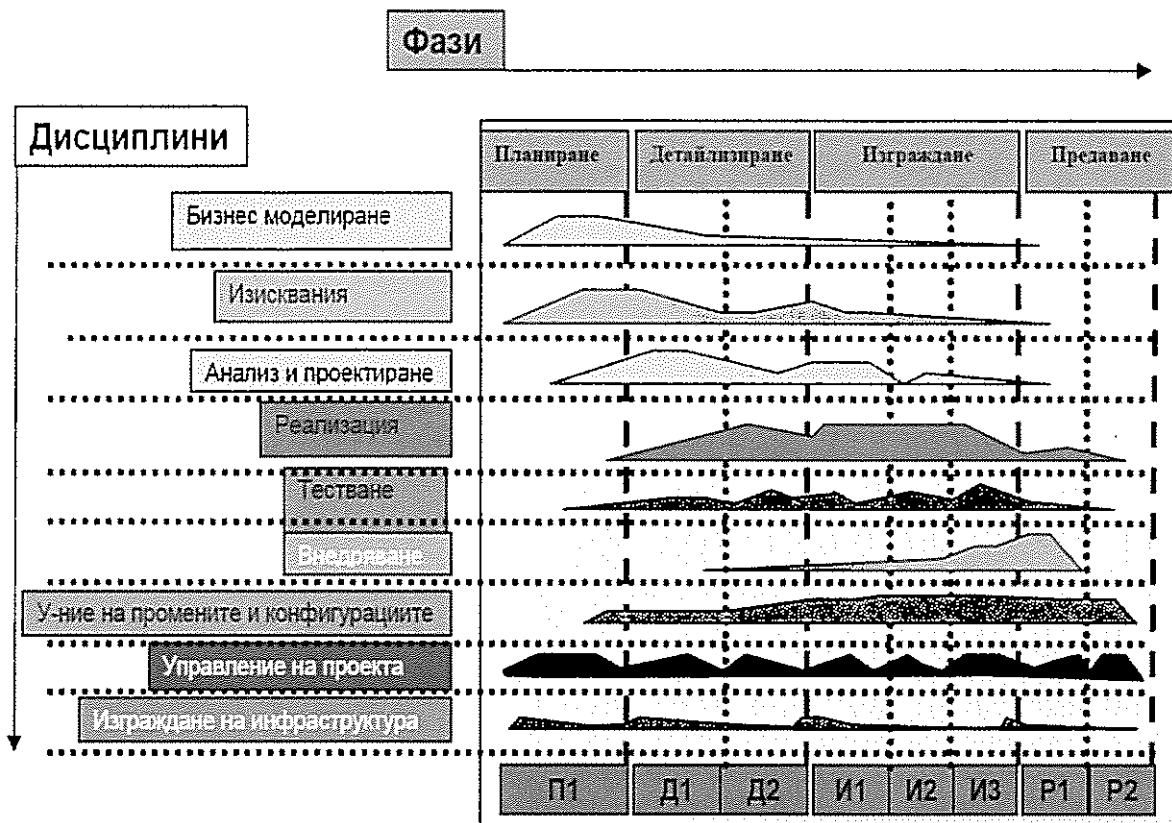 Фази
Дисциплини
Планиране Детайлизиране Изграждане Предаване
Бизнес моделиране
Изисквания
Анализ и проектиране
Реализация
Тестване
Внедряване
У-ние на промените и конфигурациите
Управление на проекта
Изграждане на инфраструктура
П1 Д1 Д2 И1 И2 И3 Р1 Р2